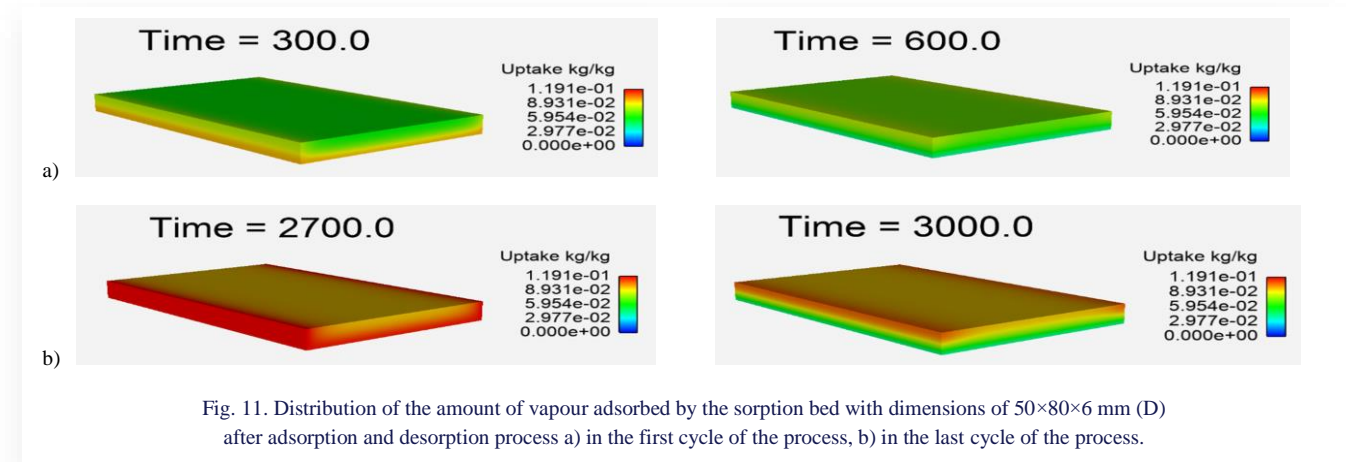 Time = 300.0
Uptake kg/kg
1.191e-01
8.931e-02
5.954e-02
2.977e-02
0.000e+00
Time = 600.0
Uptake kg/kg
1.191e-01
8.931e-02
5.954e-02
2.977e-02
0.000e+00
a)
Time = 2700.0
Uptake kg/kg
1.191e-01
8.931e-02
5.954e-02
2.977e-02
0.000e+00
Time = 3000.0
Uptake kg/kg
1.191e-01
8.931e-02
5.954e-02
2.977e-02
0.000e+00
b)
Fig. 11. Distribution of the amount of vapour adsorbed by the sorption bed with dimensions of 50×80×6 mm (D)
after adsorption and desorption process a) in the first cycle of the process, b) in the last cycle of the process.